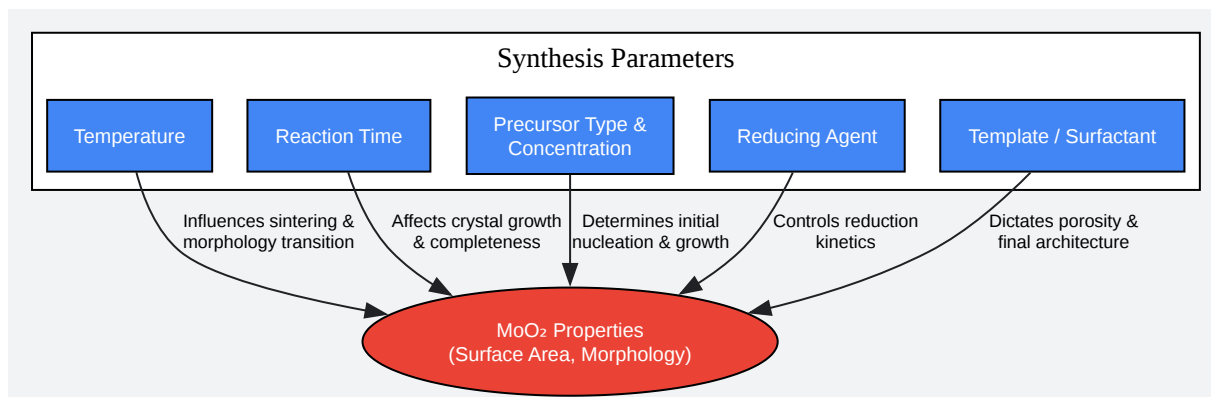 Synthesis Parameters
Temperature
Reaction Time
Precursor Type &
Concentration
Reducing Agent
Template / Surfactant
Influences sintering &
morphology transition
Affects crystal growth
& completeness
Determines initial
nucleation & growth
Controls reduction
kinetics
Dictates porosity &
final architecture
MoO₂ Properties
(Surface Area, Morphology)